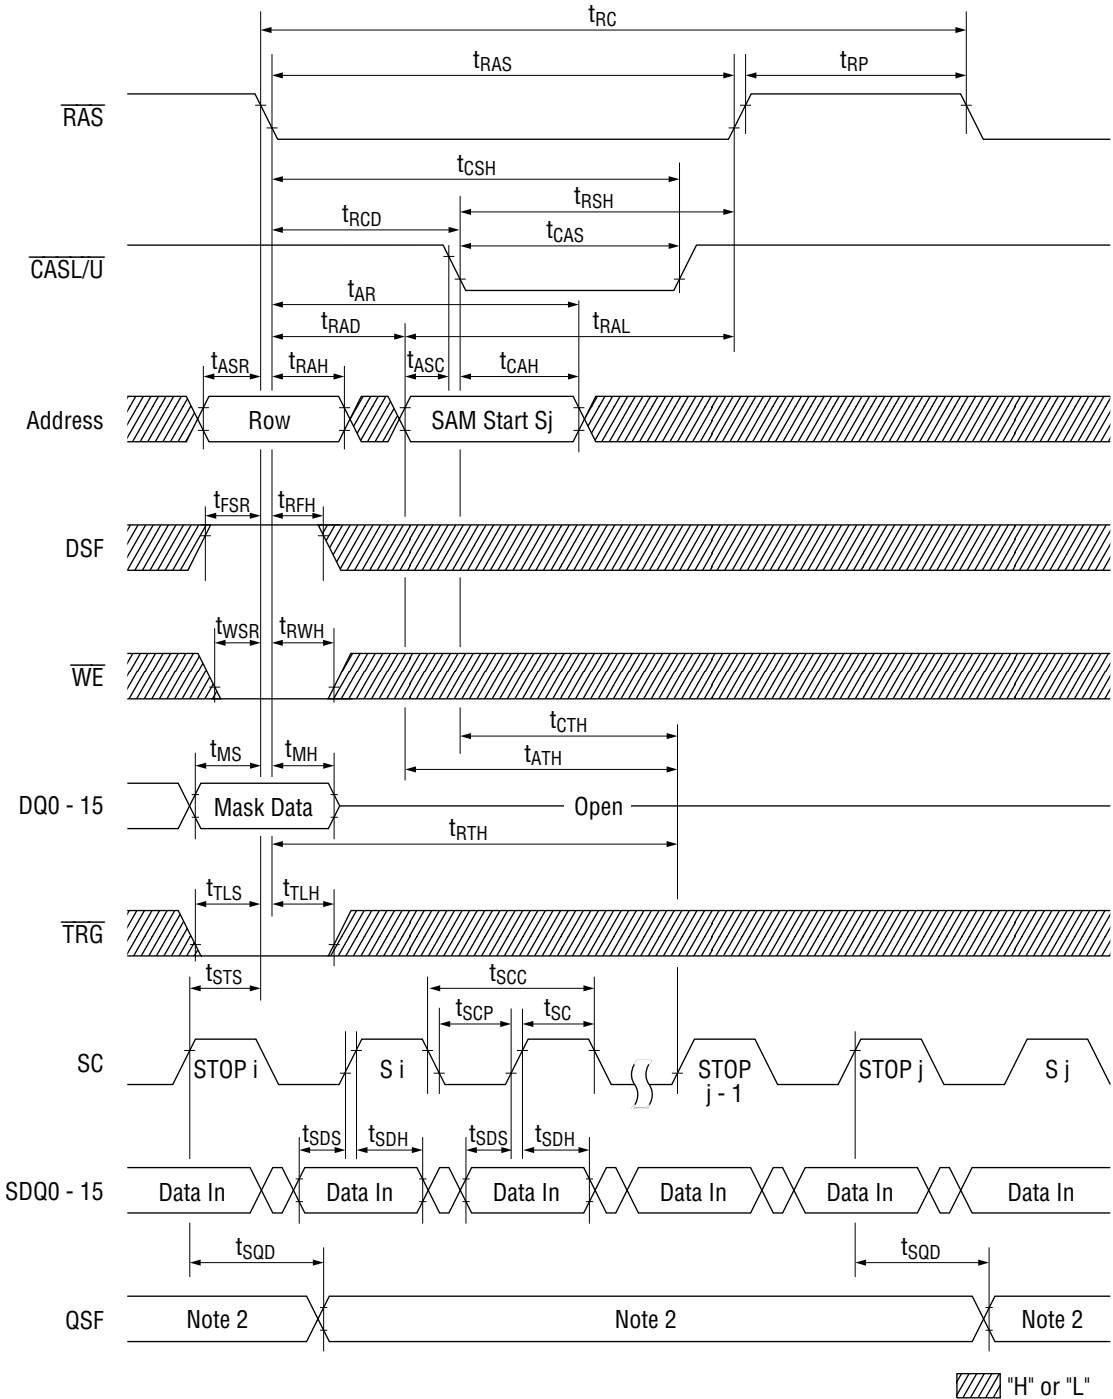 tRC
tRAS tRP
RAS
tCSH
tRSH
tRCD
tCAS
CASL/U
tAR
tRAD tRAL
tASR tRAH tASC tCAH
Address Row SAM Start Sj
tFSR tRFH
DSF
tWSR tRWH
WE
tCTH
tMS tMH tATH
DQ0 - 15 Mask Data Open
tRTH
tTLS tTLH
TRG
tSTS tSCC
tSCP tSC
SC STOP i S i STOP j - 1 STOP j S j
tSDS tSDH tSDS tSDH
SDQ0 - 15 Data In Data In Data In Data In Data In Data In
tSQD tSQD
QSF Note 2 Note 2 Note 2
"H" or "L"